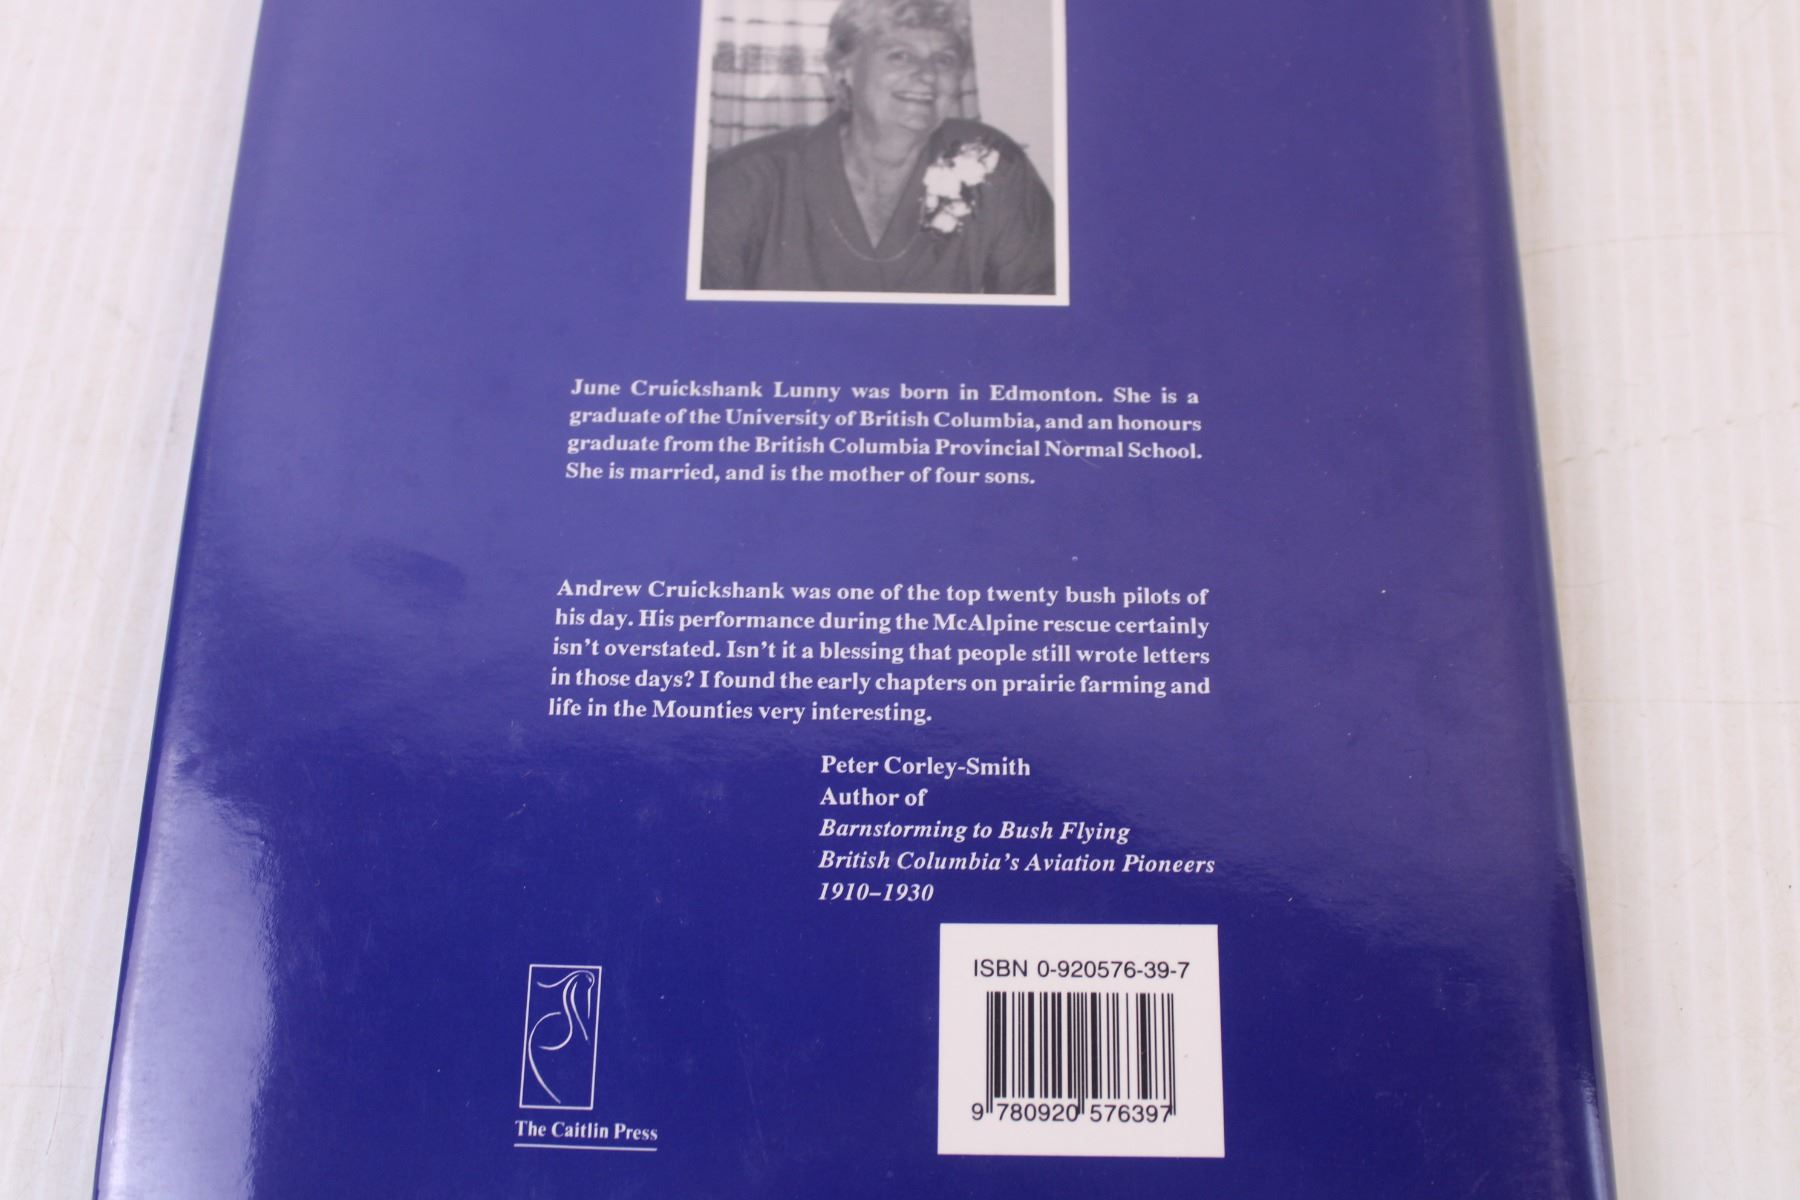 June Cruickshank Lunny was born in Edmonton. She is a
graduate of the University of British Columbia, and an honours
graduate from the British Columbia Provincial Normal School.
She is married, and is the mother of four sons.
Andrew Cruickshank was one of the top twenty bush pilots of
his day. His performance during the McAlpine rescue certainly
isn't overstated. Isn't it a blessing that people still wrote letters
in those days? I found the early chapters on prairie farming and
life in the Mounties very interesting.
Peter Corley-Smith
Author of
Barnstorming to Bush Flying
British Columbia's Aviation Pioneers
1910–1930
ISBN 0-920576-39-7
9 780920 576397
The Caitlin Press